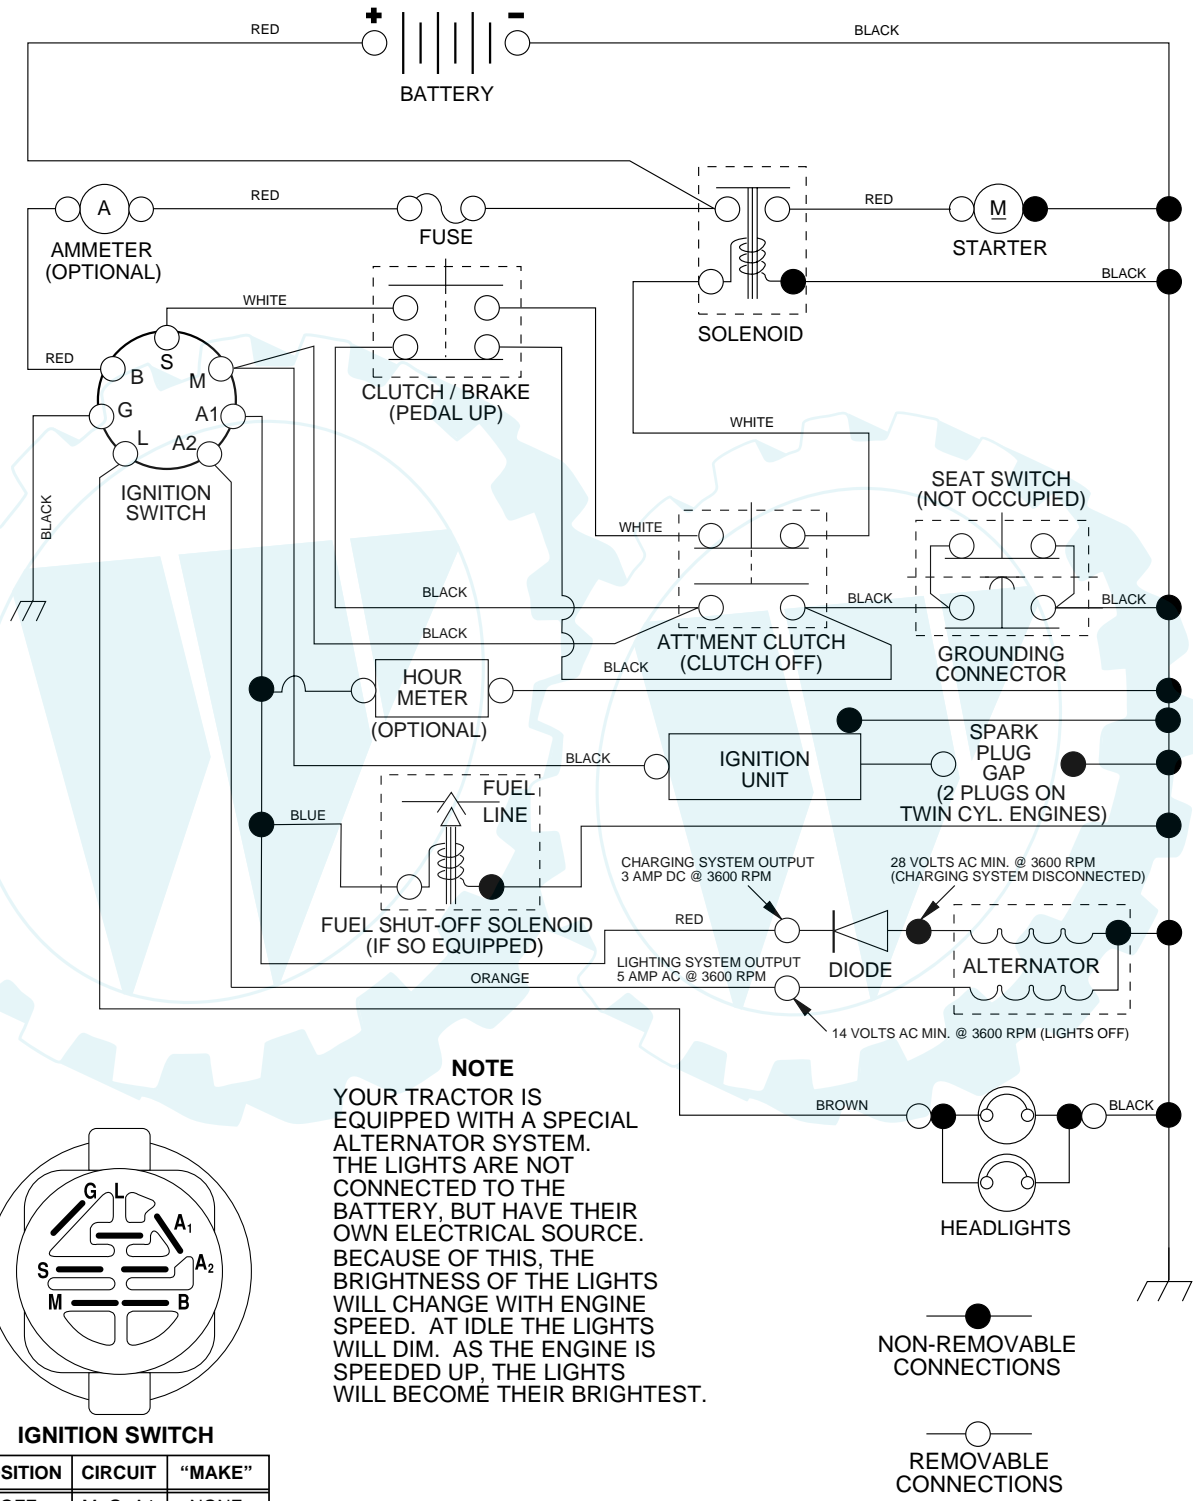 RED
+
-
BLACK
BATTERY
A
RED
RED
M
AMMETER
(OPTIONAL)
FUSE
STARTER
BLACK
WHITE
SOLENOID
RED
B
S
M
G
A1
L
A2
CLUTCH / BRAKE
(PEDAL UP)
WHITE
IGNITION
SWITCH
BLACK
SEAT SWITCH
(NOT OCCUPIED)
WHITE
BLACK
BLACK
BLACK
BLACK
ATT'MENT CLUTCH
(CLUTCH OFF)
GROUNDING
CONNECTOR
BLACK
HOUR
METER
(OPTIONAL)
BLACK
IGNITION
UNIT
SPARK
PLUG
GAP
(2 PLUGS ON
TWIN CYL. ENGINES)
FUEL
LINE
BLUE
FUEL SHUT-OFF SOLENOID
(IF SO EQUIPPED)
CHARGING SYSTEM OUTPUT
3 AMP DC @ 3600 RPM
28 VOLTS AC MIN. @ 3600 RPM
(CHARGING SYSTEM DISCONNECTED)
RED
DIODE
ALTERNATOR
LIGHTING SYSTEM OUTPUT
5 AMP AC @ 3600 RPM
ORANGE
14 VOLTS AC MIN. @ 3600 RPM (LIGHTS OFF)
NOTE
YOUR TRACTOR IS
EQUIPPED WITH A SPECIAL
ALTERNATOR SYSTEM.
THE LIGHTS ARE NOT
CONNECTED TO THE
BATTERY, BUT HAVE THEIR
OWN ELECTRICAL SOURCE.
BECAUSE OF THIS, THE
BRIGHTNESS OF THE LIGHTS
WILL CHANGE WITH ENGINE
SPEED. AT IDLE THE LIGHTS
WILL DIM. AS THE ENGINE IS
SPEEDED UP, THE LIGHTS
WILL BECOME THEIR BRIGHTEST.
BROWN
BLACK
HEADLIGHTS
G
L
A1
S
A2
M
B
IGNITION SWITCH
SITION CIRCUIT "MAKE"
NON-REMOVABLE
CONNECTIONS
REMOVABLE
CONNECTIONS